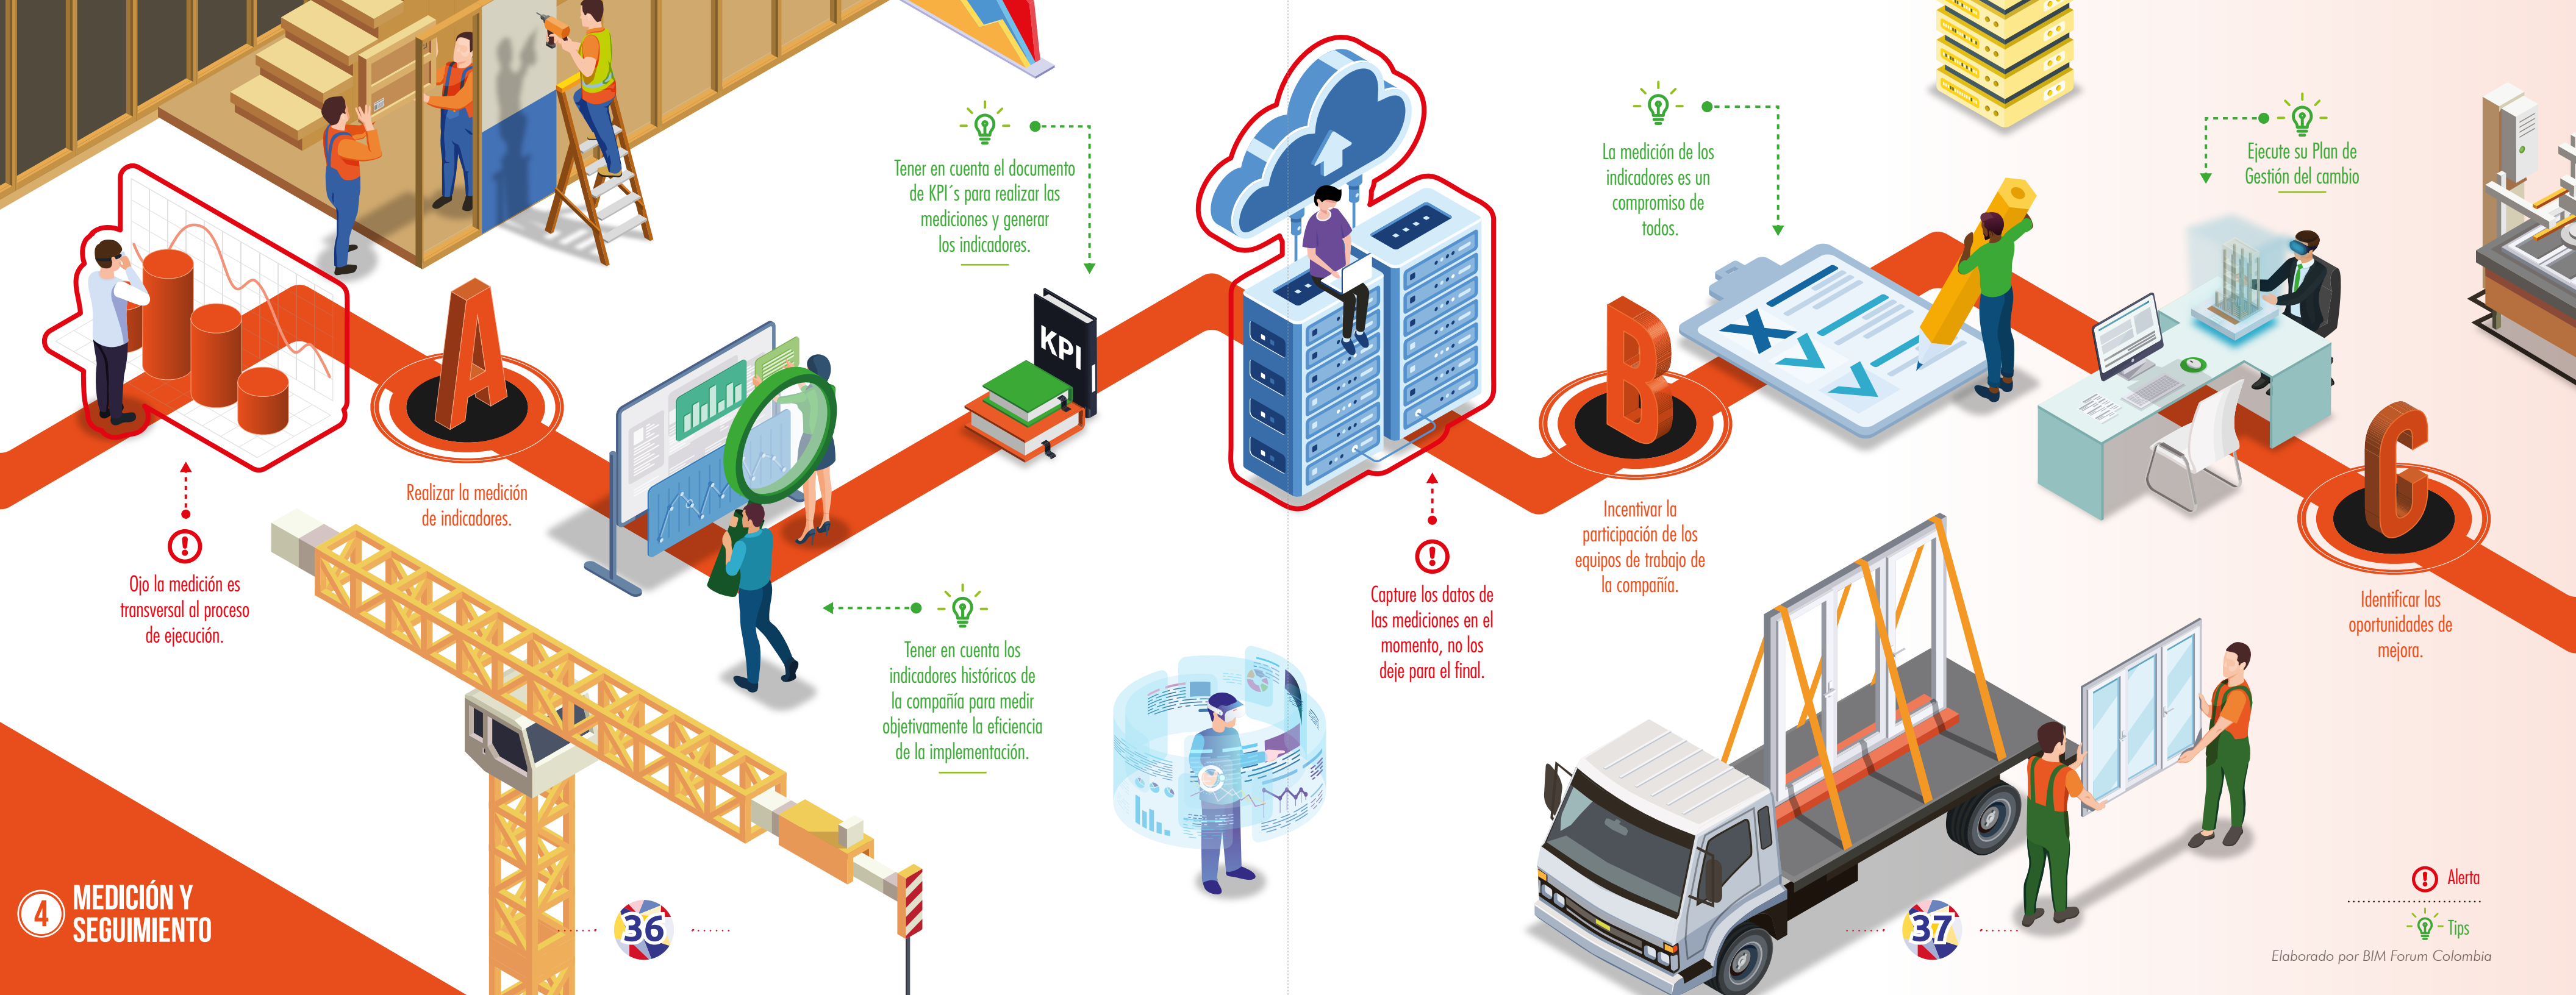 Tener en cuenta el documento
de KPI´s para realizar las
mediciones y generar
los indicadores.
La medición de los
indicadores es un
compromiso de
todos.
Ejecute su Plan de
Gestión del cambio
KPI
A
B
C
Realizar la medición
de indicadores.
Ojo la medición es
transversal al proceso
de ejecución.
Tener en cuenta los
indicadores históricos de
la compañía para medir
objetivamente la eficiencia
de la implementación.
Capture los datos de
las mediciones en el
momento, no los
deje para el final.
Incentivar la
participación de los
equipos de trabajo de
la compañía.
Identificar las
oportunidades de
mejora.
4
MEDICIÓN Y
SEGUIMIENTO
36
37
Alerta
Tips
Elaborado por BIM Forum Colombia